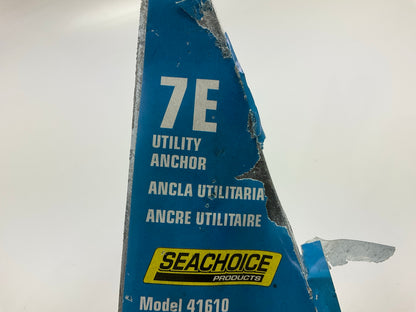 7E
UTILITY
ANCHOR
ANCLA UTILITARIA
ANCRE UTILITAIRE
SEACHOICE
PRODUCTS
Model 41610